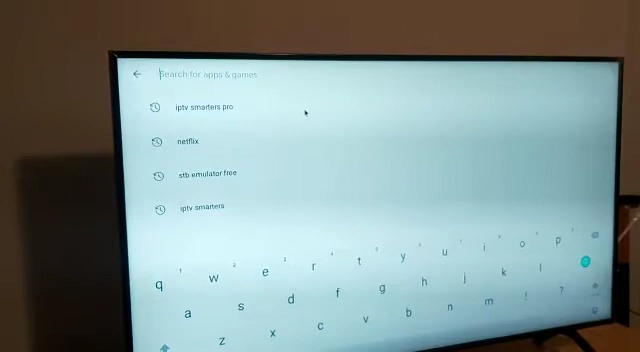 Search for apps & games
iptv smarters pro
netflix
stb emulator free
iptv smarters
q w e r t y u i o p
a s d f g h j k l
z x c v b n m ! ?